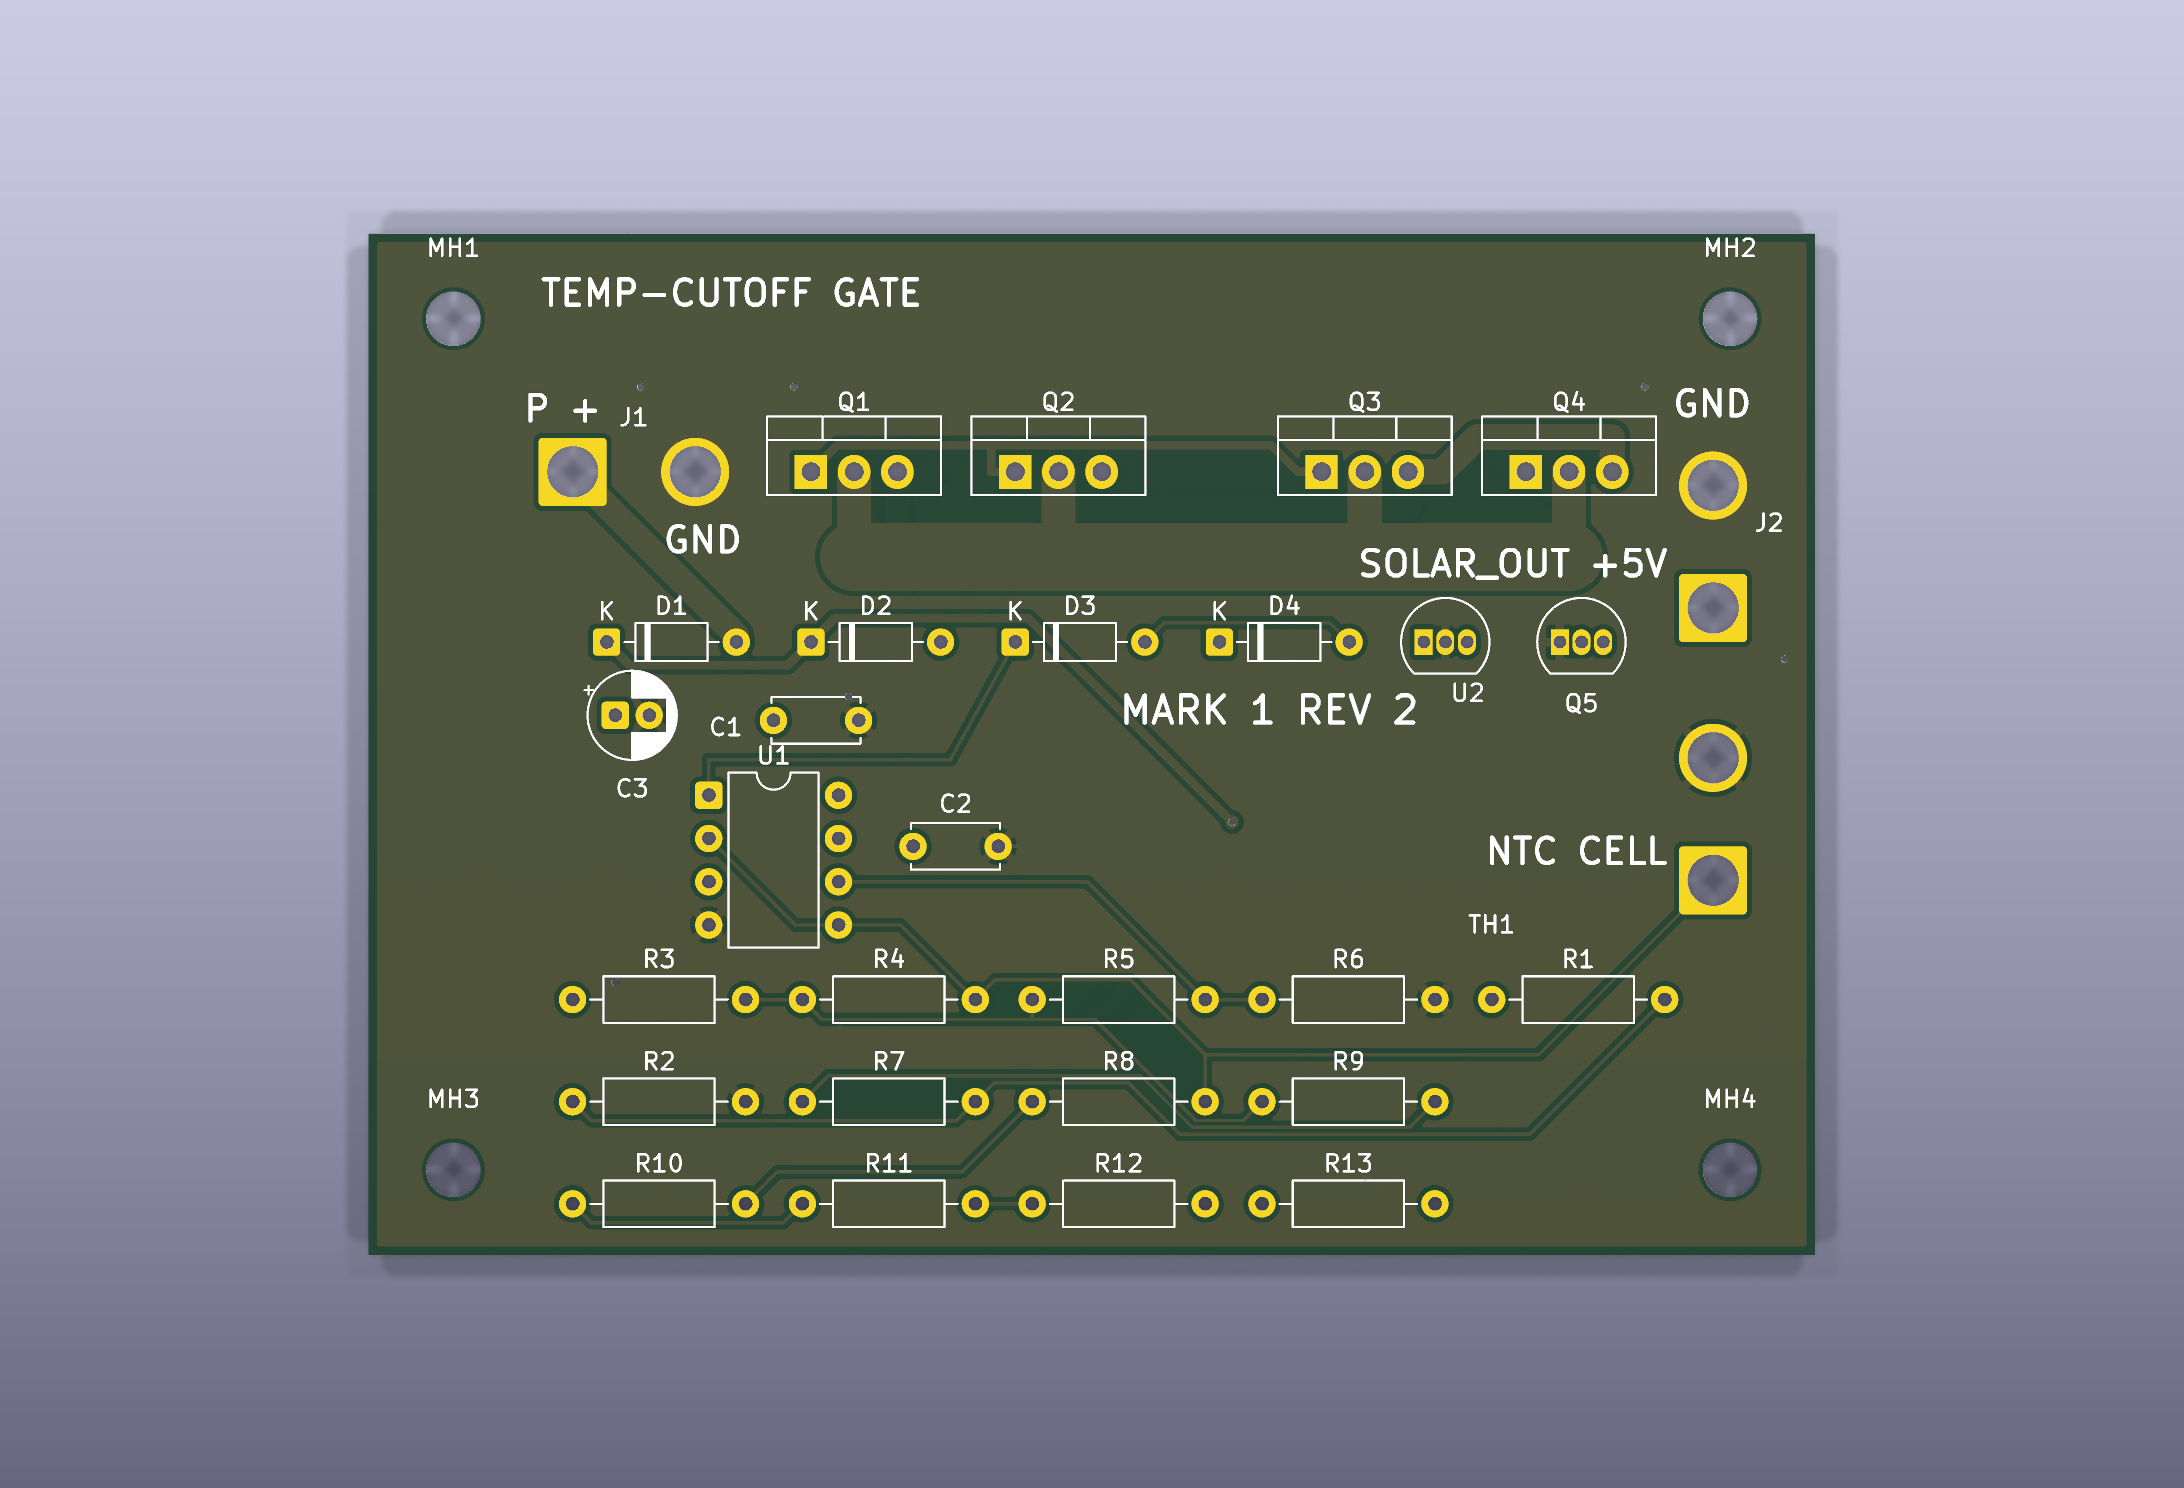 MH1
MH2
TEMP-CUTOFF GATE
P +
J1
Q1
Q2
Q3
Q4
GND
GND
J2
SOLAR_OUT +5V
K
D1
K
D2
K
D3
K
D4
U2
Q5
+
C1
MARK 1 REV 2
U1
C3
C2
NTC CELL
TH1
R3
R4
R5
R6
R1
R2
R7
R8
R9
MH3
MH4
R10
R11
R12
R13